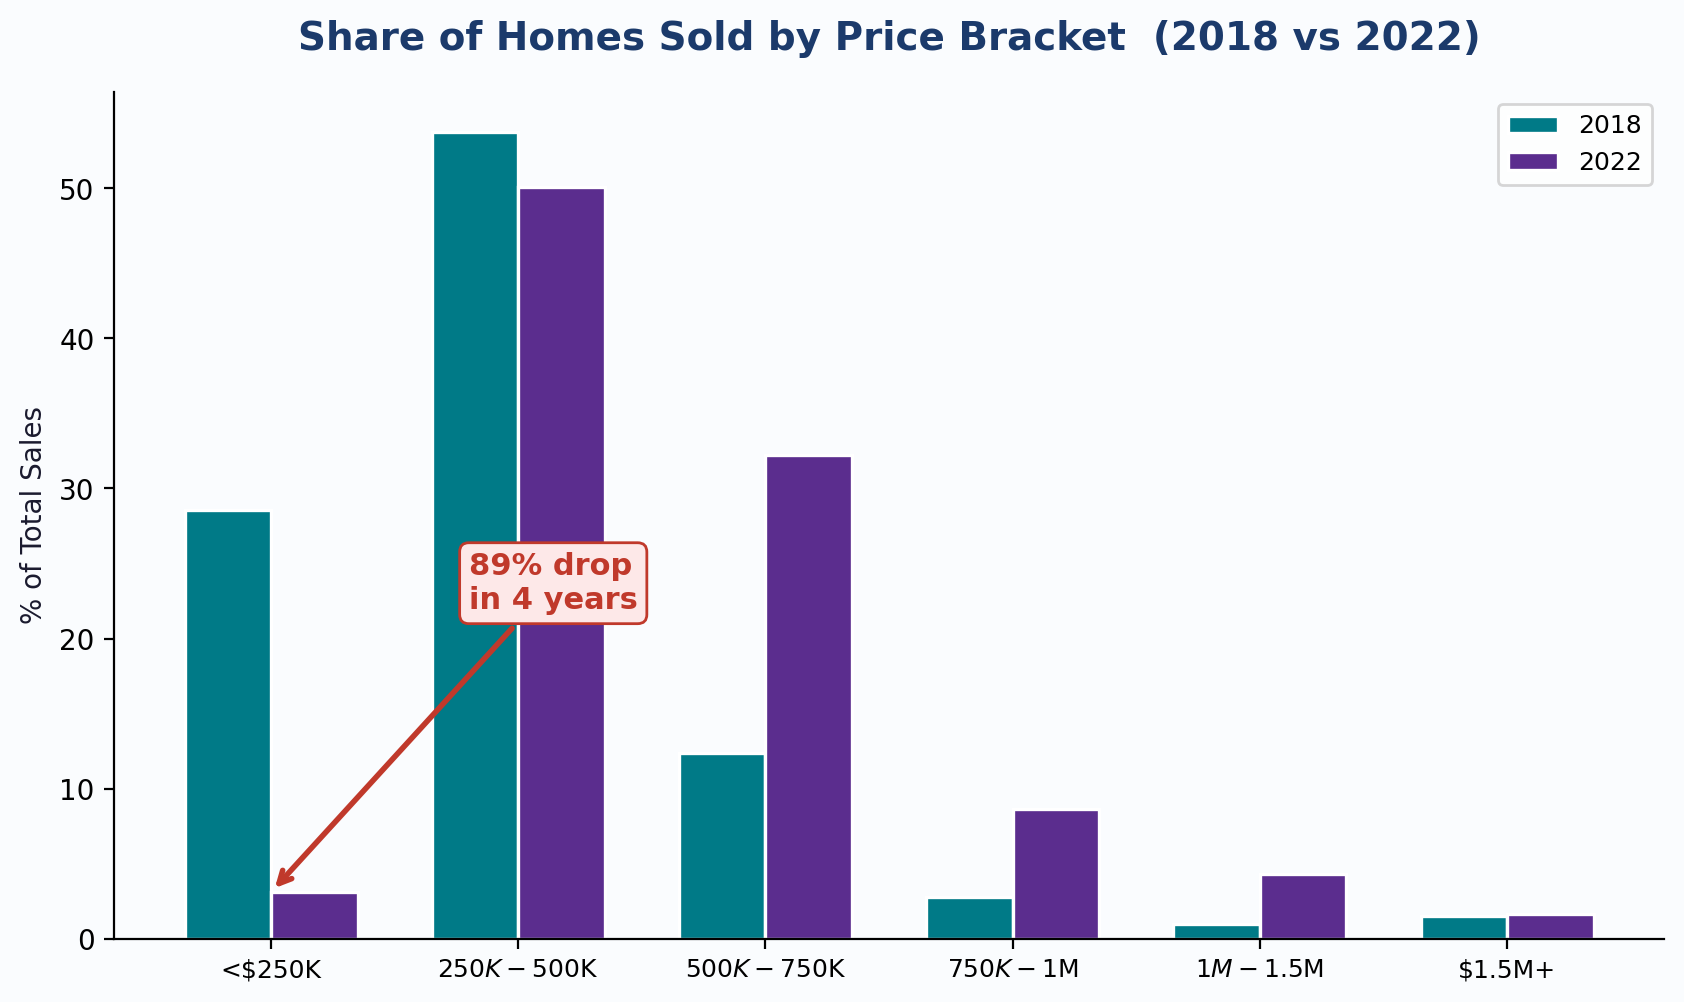 Share of Homes Sold by Price Bracket (2018 vs 2022)
2018
2022
% of Total Sales
50
40
30
20
10
0
89% drop
in 4 years
<$250K
250K − 500K
500K − 750K
750K − 1M
1M − 1.5M
$1.5M+